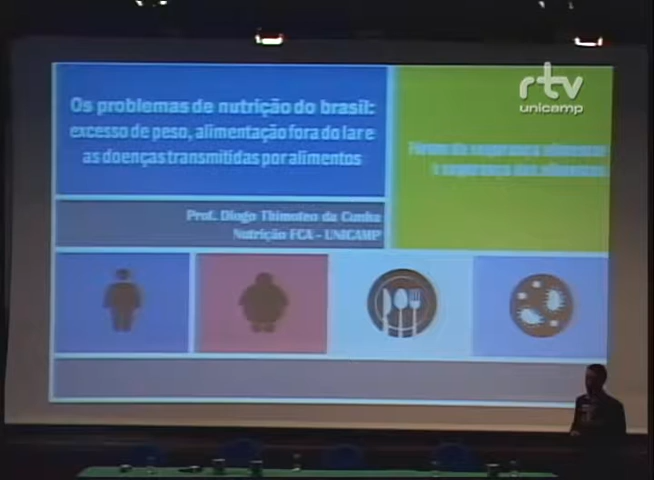 Os problemas de nutrição do brasil:
excesso de peso, alimentação fora do lar e
as doenças transmitidas por alimentos
rtv
unicamp
Prof. Diogo Thimoteo da Cunha
Nutrição FCA - UNICAMP